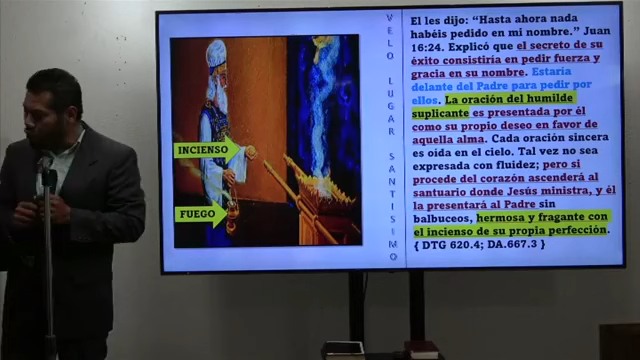 INCIENSO
FUEGO
VELO LUGAR SANTISIMO
El les dijo: “Hasta ahora nada
habéis pedido en mi nombre.” Juan
16:24. Explicó que el secreto de su
éxito consistiría en pedir fuerza y
gracia en su nombre. Estaría
delante del Padre para pedir por
ellos. La oración del humilde
suplicante es presentada por él
como su propio deseo en favor de
aquella alma. Cada oración sincera
es oída en el cielo. Tal vez no sea
expresada con fluidez; pero si
procede del corazón ascenderá al
santuario donde Jesús ministra, y él
la presentará al Padre sin
balbuceos, hermosa y fragante con
el incienso de su propia perfección.
{ DTG 620.4; DA.667.3 }